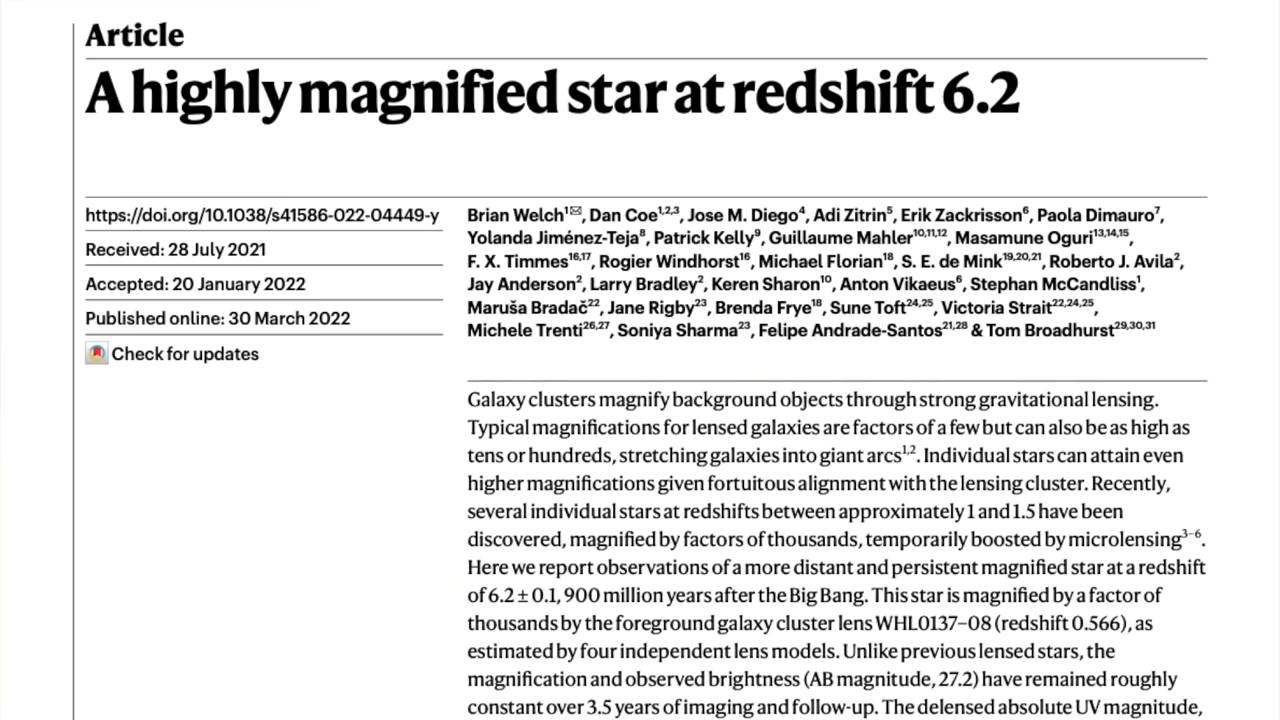 Article
A highly magnified star at redshift 6.2
https://doi.org/10.1038/s41586-022-04449-y
Received: 28 July 2021
Accepted: 20 January 2022
Published online: 30 March 2022
Check for updates
Brian Welch1✉, Dan Coe1,2,3, Jose M. Diego4, Adi Zitrin5, Erik Zackrisson6, Paola Dimauro7,
Yolanda Jiménez-Teja8, Patrick Kelly9, Guillaume Mahler10,11,12, Masamune Oguri13,14,15,
F. X. Timmes16,17, Rogier Windhorst16, Michael Florian18, S. E. de Mink19,20,21, Roberto J. Avila2,
Jay Anderson2, Larry Bradley2, Keren Sharon10, Anton Vikaeus6, Stephan McCandliss1,
Maruša Bradač22, Jane Rigby23, Brenda Frye18, Sune Toft24,25, Victoria Strait22,24,25,
Michele Trenti26,27, Soniya Sharma23, Felipe Andrade-Santos21,28 & Tom Broadhurst29,30,31
Galaxy clusters magnify background objects through strong gravitational lensing.
Typical magnifications for lensed galaxies are factors of a few but can also be as high as
tens or hundreds, stretching galaxies into giant arcs1,2. Individual stars can attain even
higher magnifications given fortuitous alignment with the lensing cluster. Recently,
several individual stars at redshifts between approximately 1 and 1.5 have been
discovered, magnified by factors of thousands, temporarily boosted by microlensing3–6.
Here we report observations of a more distant and persistent magnified star at a redshift
of 6.2 ± 0.1, 900 million years after the Big Bang. This star is magnified by a factor of
thousands by the foreground galaxy cluster lens WHL0137–08 (redshift 0.566), as
estimated by four independent lens models. Unlike previous lensed stars, the
magnification and observed brightness (AB magnitude, 27.2) have remained roughly
constant over 3.5 years of imaging and follow-up. The delensed absolute UV magnitude,